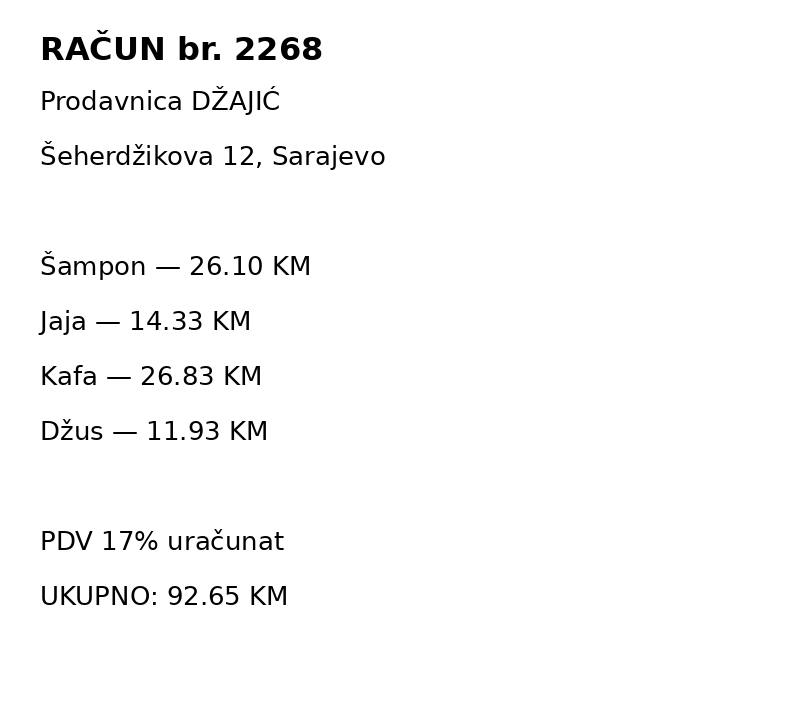 RAČUN br. 2268
Prodavnica DŽAJIĆ
Šeherdžikova 12, Sarajevo
Šampon — 26.10 KM
Jaja — 14.33 KM
Kafa — 26.83 KM
Džus — 11.93 KM
PDV 17% uračunat
UKUPNO: 92.65 KM